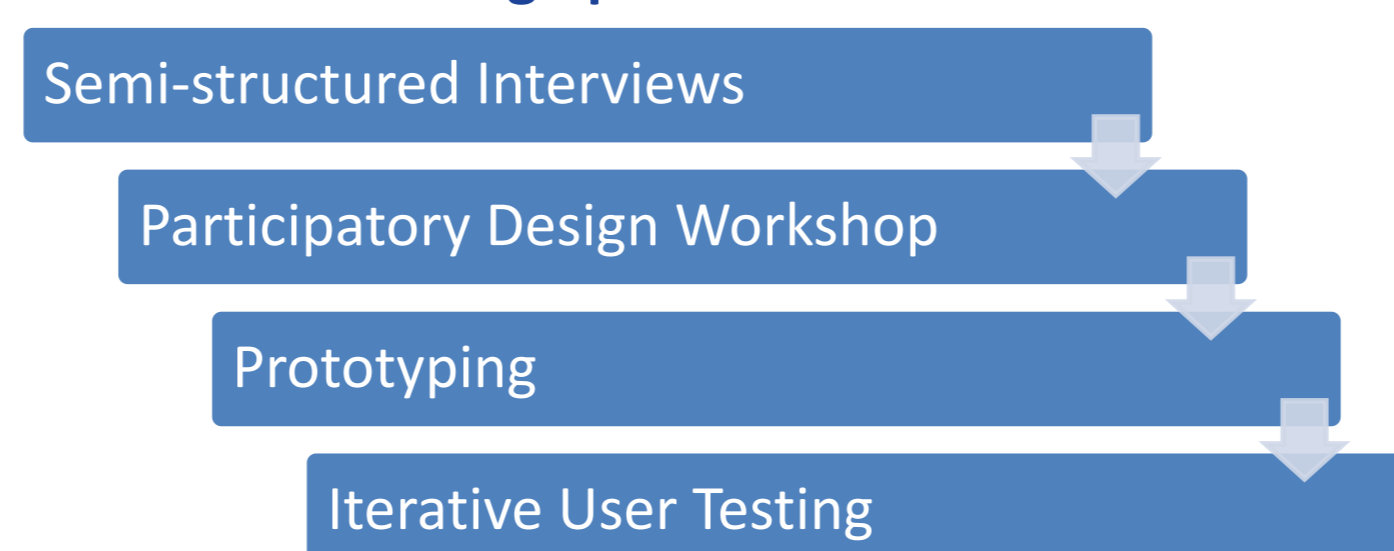 Semi-structured Interviews
Participatory Design Workshop
Prototyping
Iterative User Testing